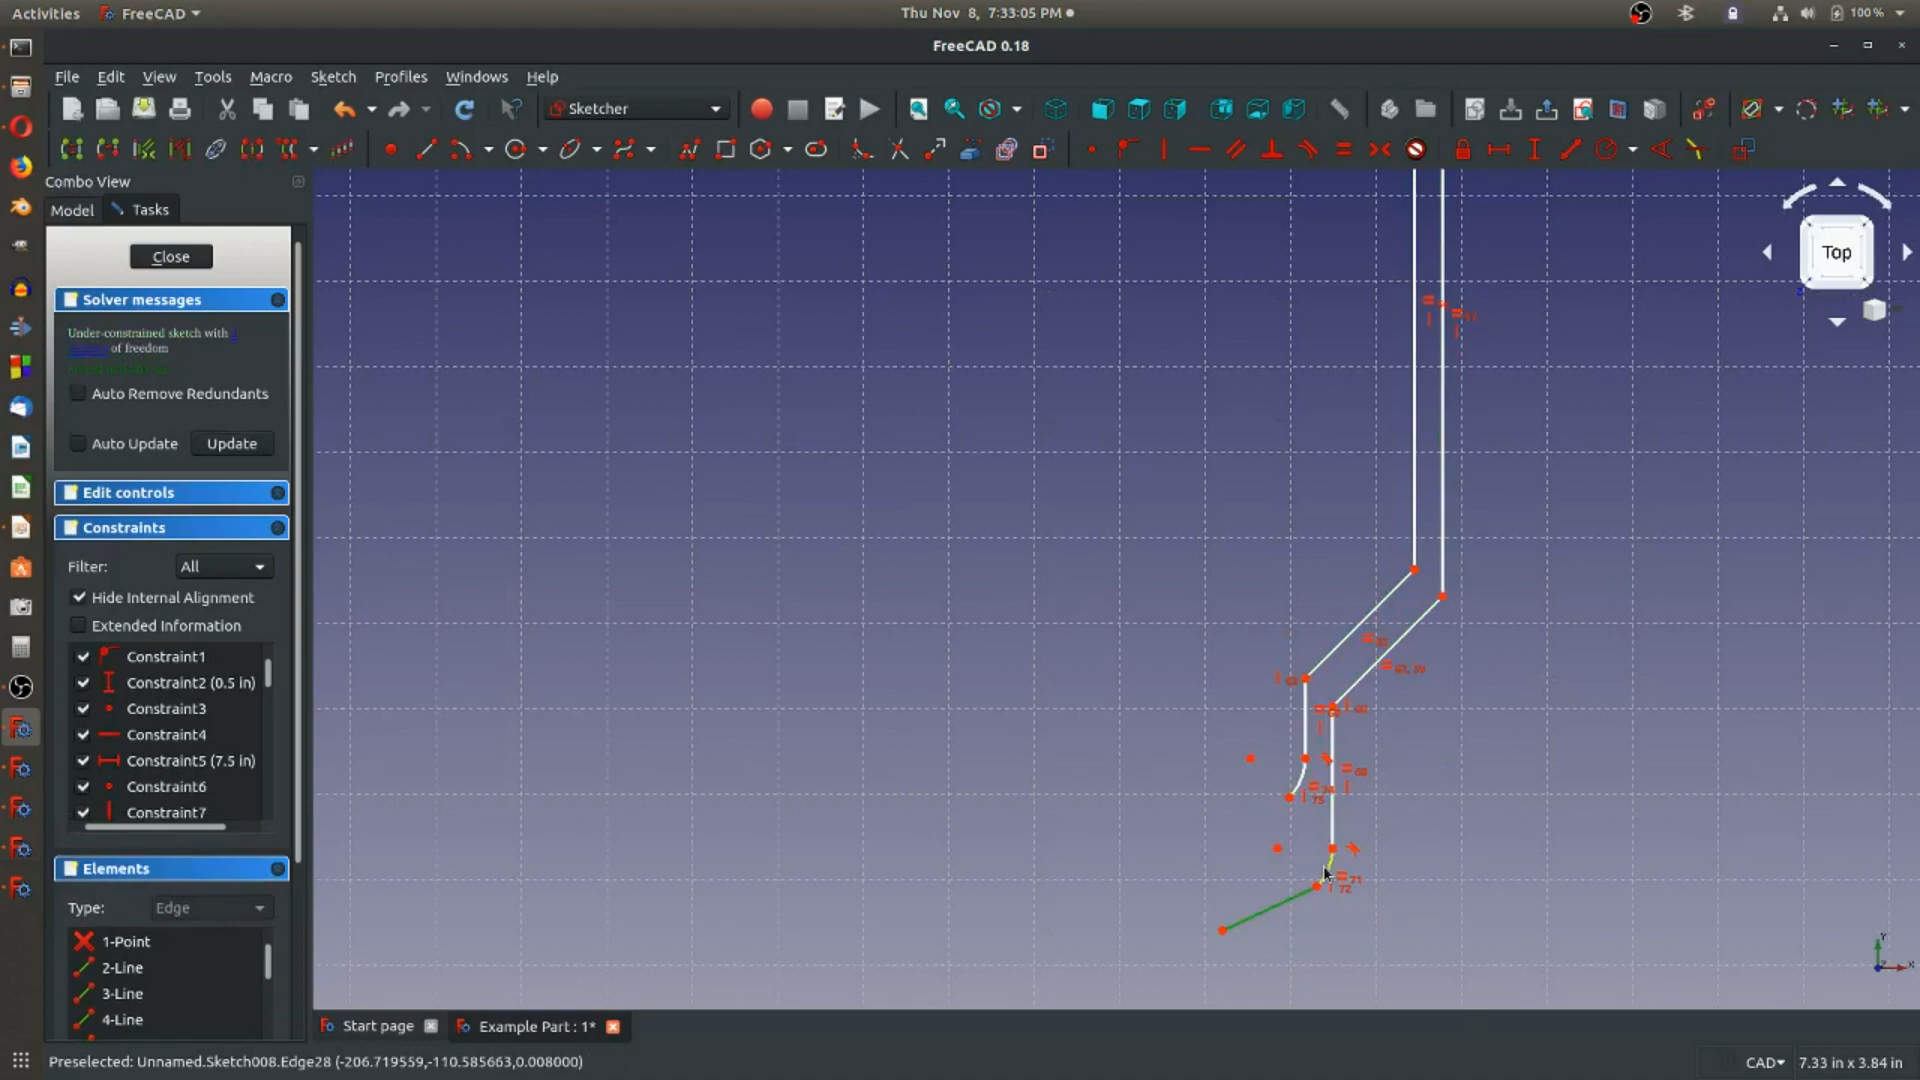 Activities FreeCAD Thu Nov 8, 7:33:05 PM 100%
FreeCAD 0.18
File Edit View Tools Macro Sketch Profiles Windows Help
Sketcher
Combo View
Model Tasks
Close
Solver messages
Under-constrained sketch with
of freedom
Auto Remove Redundants
Auto Update Update
Edit controls
Constraints
Filter: All
Hide Internal Alignment
Extended Information
Constraint1
Constraint2 (0.5 in)
Constraint3
Constraint4
Constraint5 (7.5 in)
Constraint6
Constraint7
Elements
Type: Edge
1-Point
2-Line
3-Line
4-Line
Top
71
72
Start page Example Part : 1*
Preselected: Unnamed.Sketch008.Edge28 (-206.719559,-110.585663,0.008000) CAD 7.33 in x 3.84 in